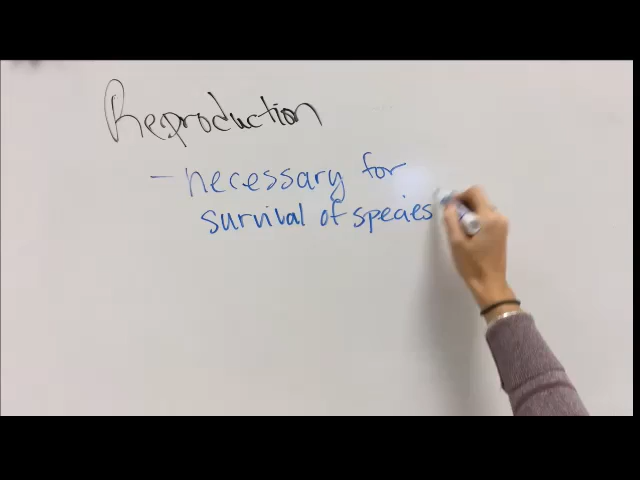 Reproduction
- necessary for
survival of species